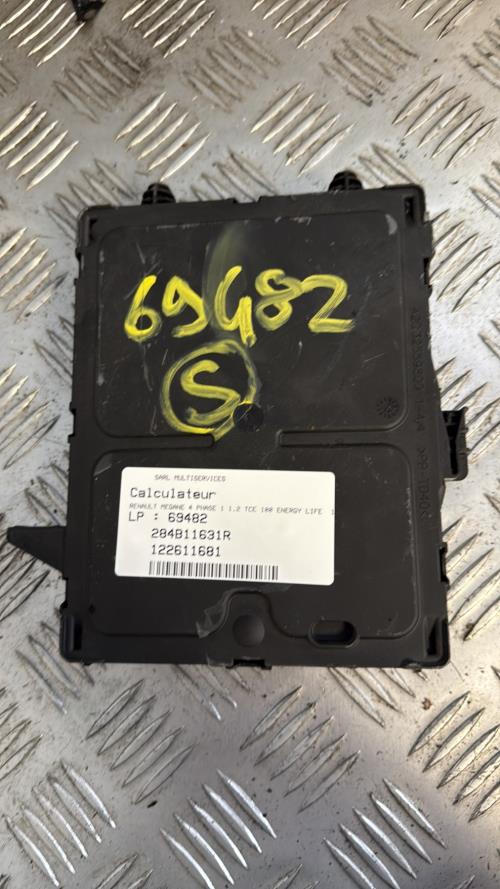 69482
S
SARL MULTISERVICES
Calculateur
RENAULT MEGANE 4 PHASE 1 1.2 TCE 100 ENERGY LIFE 1
LP : 69482
284B11631R
122611681